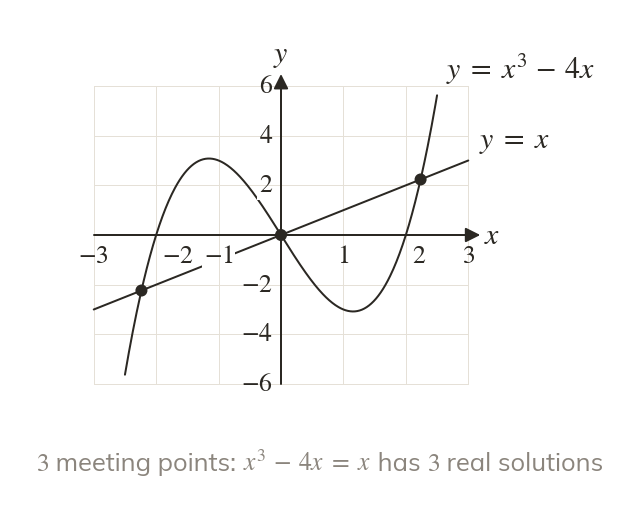 y
y = x³ − 4x
6
4
y = x
2
x
−3 −2 −1 1 2 3
−2
−4
−6
3 meeting points: x³ − 4x = x has 3 real solutions